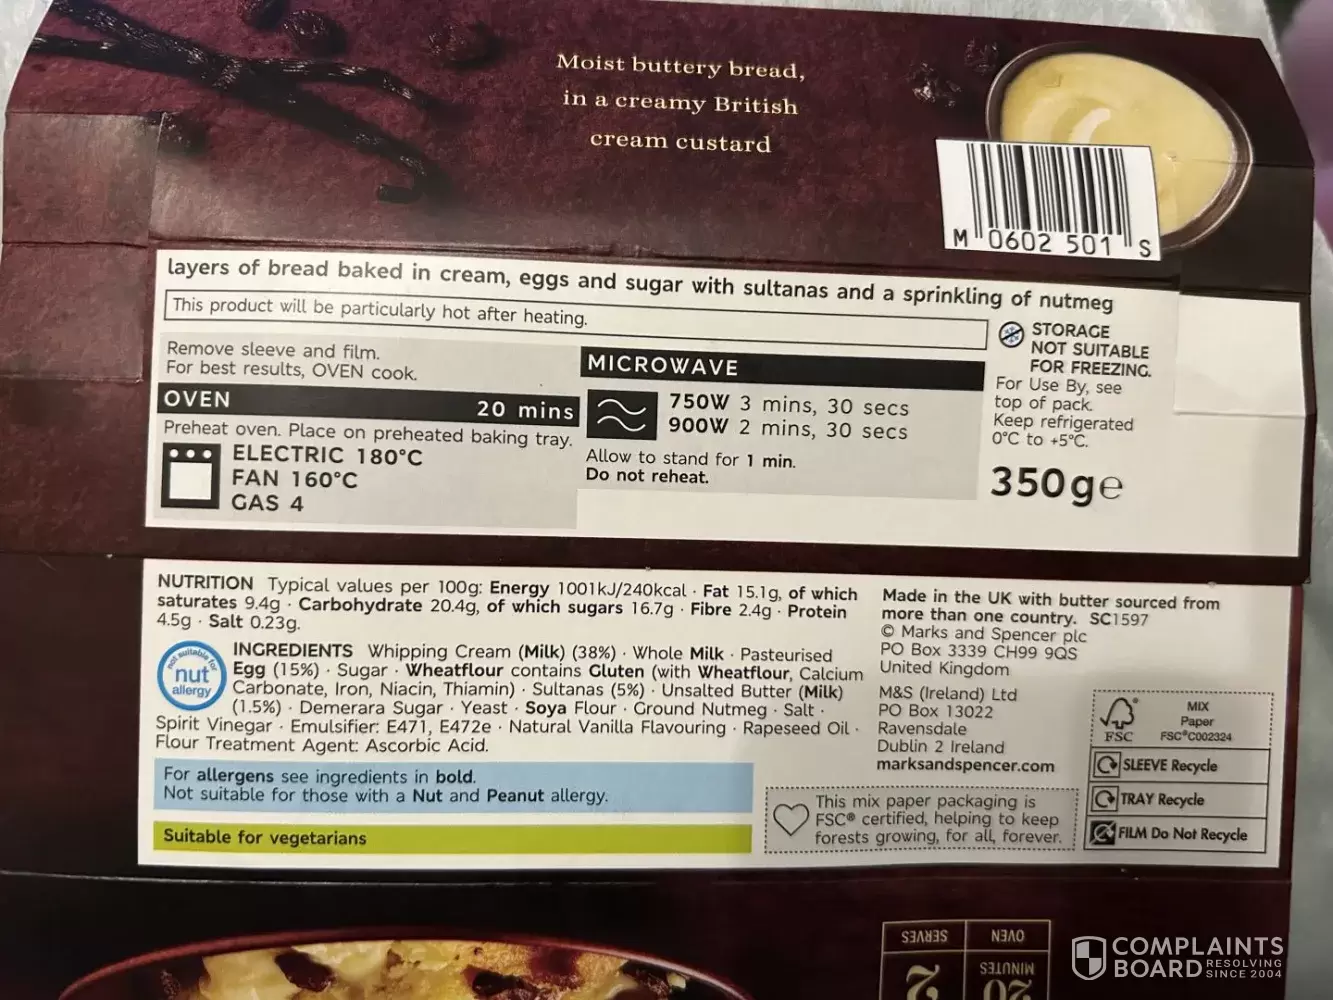 Moist buttery bread,
in a creamy British
cream custard
M 0602 501 S
layers of bread baked in cream, eggs and sugar with sultanas and a sprinkling of nutmeg
This product will be particularly hot after heating.
Remove sleeve and film.
For best results, OVEN cook.
OVEN 20 mins
Preheat oven. Place on preheated baking tray.
ELECTRIC 180°C
FAN 160°C
GAS 4
MICROWAVE
750W 3 mins, 30 secs
900W 2 mins, 30 secs
Allow to stand for 1 min.
Do not reheat.
STORAGE
NOT SUITABLE
FOR FREEZING.
For Use By, see
top of pack.
Keep refrigerated
0°C to +5°C.
350g℮
NUTRITION Typical values per 100g: Energy 1001kJ/240kcal · Fat 15.1g, of which
saturates 9.4g · Carbohydrate 20.4g, of which sugars 16.7g · Fibre 2.4g · Protein
4.5g · Salt 0.23g.
not suitable for
nut
allergy
INGREDIENTS Whipping Cream (Milk) (38%) · Whole Milk · Pasteurised
Egg (15%) · Sugar · Wheatflour contains Gluten (with Wheatflour, Calcium
Carbonate, Iron, Niacin, Thiamin) · Sultanas (5%) · Unsalted Butter (Milk)
(1.5%) · Demerara Sugar · Yeast · Soya Flour · Ground Nutmeg · Salt ·
Spirit Vinegar · Emulsifier: E471, E472e · Natural Vanilla Flavouring · Rapeseed Oil ·
Flour Treatment Agent: Ascorbic Acid.
For allergens see ingredients in bold.
Not suitable for those with a Nut and Peanut allergy.
Suitable for vegetarians
Made in the UK with butter sourced from
more than one country. SC1597
© Marks and Spencer plc
PO Box 3339 CH99 9QS
United Kingdom
M&S (Ireland) Ltd
PO Box 13022
Ravensdale
Dublin 2 Ireland
marksandspencer.com
This mix paper packaging is
FSC® certified, helping to keep
forests growing, for all, forever.
FSC
MIX
Paper
FSC®C002324
SLEEVE Recycle
TRAY Recycle
FILM Do Not Recycle
SERVES
2
OVEN
20
MINUTES
COMPLAINTS
BOARD RESOLVING
SINCE 2004